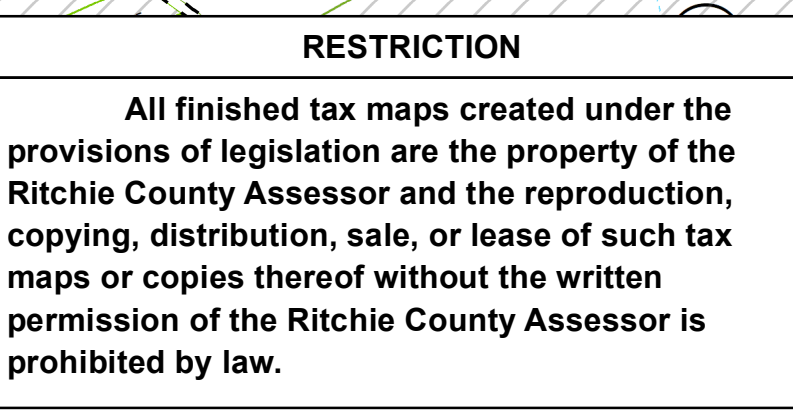 RESTRICTION
All finished tax maps created under the
provisions of legislation are the property of the
Ritchie County Assessor and the reproduction,
copying, distribution, sale, or lease of such tax
maps or copies thereof without the written
permission of the Ritchie County Assessor is
prohibited by law.